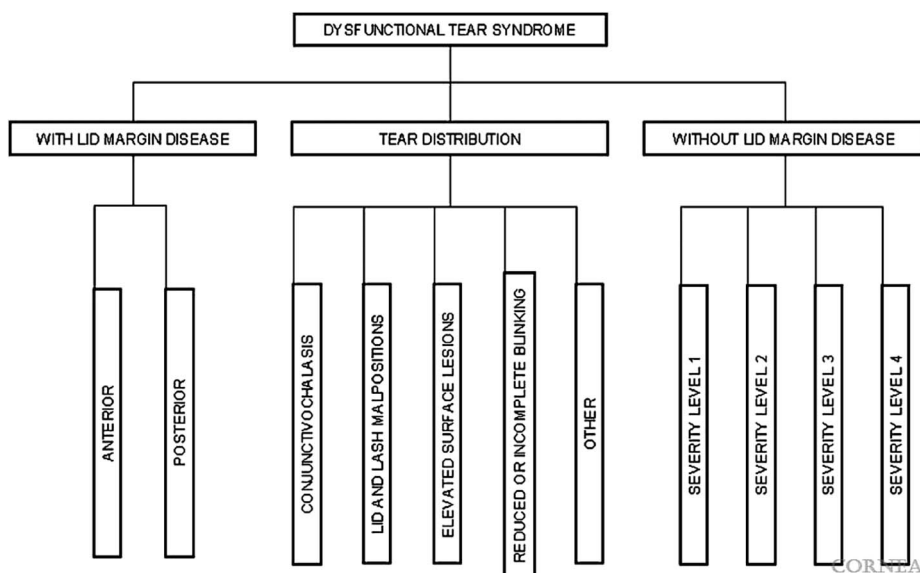 DYSFUNCTIONAL TEAR SYNDROME
WITH LID MARGIN DISEASE
TEAR DISTRIBUTION
WITHOUT LID MARGIN DISEASE
ANTERIOR
POSTERIOR
CONJUNCTIVOCHALASIS
LID AND LASH MALPOSITIONS
ELEVATED SURFACE LESIONS
REDUCED OR INCOMPLETE BLINKING
OTHER
SEVERITY LEVEL 1
SEVERITY LEVEL 2
SEVERITY LEVEL 3
SEVERITY LEVEL 4
CORNEA